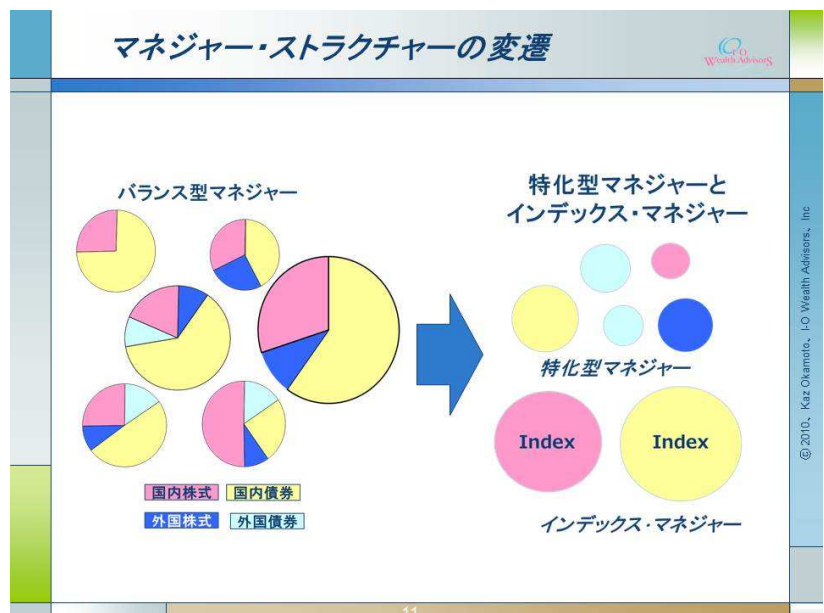 マネジャー・ストラクチャーの変遷
I-O
Wealth Advisors
バランス型マネジャー
特化型マネジャーと
インデックス・マネジャー
特化型マネジャー
Index
Index
インデックス・マネジャー
国内株式
国内債券
外国株式
外国債券
© 2010、Kaz Okamoto、I-O Wealth Advisors、Inc
11